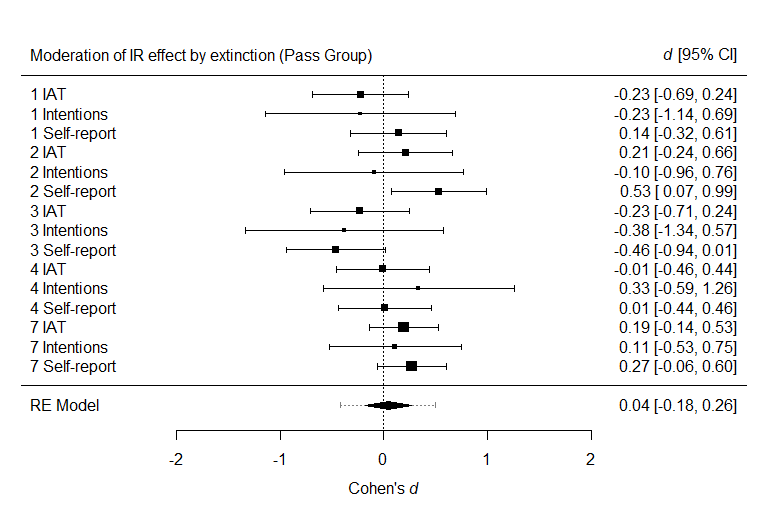 Moderation of IR effect by extinction (Pass Group) d [95% CI]
1 IAT -0.23 [-0.69, 0.24]
1 Intentions -0.23 [-1.14, 0.69]
1 Self-report 0.14 [-0.32, 0.61]
2 IAT 0.21 [-0.24, 0.66]
2 Intentions -0.10 [-0.96, 0.76]
2 Self-report 0.53 [ 0.07, 0.99]
3 IAT -0.23 [-0.71, 0.24]
3 Intentions -0.38 [-1.34, 0.57]
3 Self-report -0.46 [-0.94, 0.01]
4 IAT -0.01 [-0.46, 0.44]
4 Intentions 0.33 [-0.59, 1.26]
4 Self-report 0.01 [-0.44, 0.46]
7 IAT 0.19 [-0.14, 0.53]
7 Intentions 0.11 [-0.53, 0.75]
7 Self-report 0.27 [-0.06, 0.60]
RE Model 0.04 [-0.18, 0.26]
-2 -1 0 1 2
Cohen's d